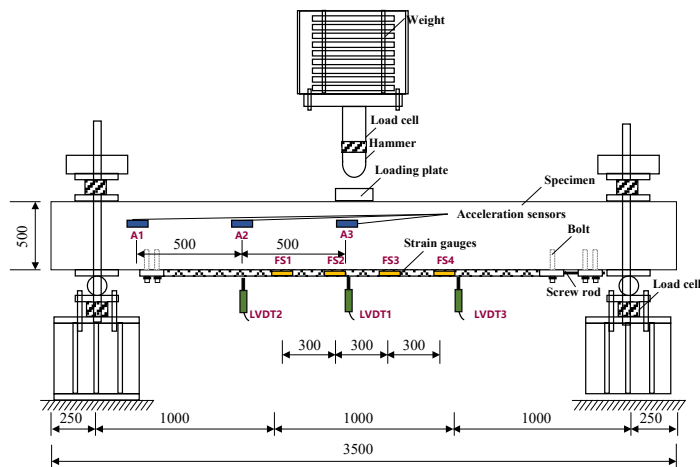 Weight
Load cell
Hammer
Loading plate
Specimen
Acceleration sensors
A1
A2
A3
500
500
500
Bolt
Strain gauges
FS1
FS2
FS3
FS4
Screw rod
Load cell
LVDT2
LVDT1
LVDT3
300
300
300
250
1000
1000
1000
250
3500